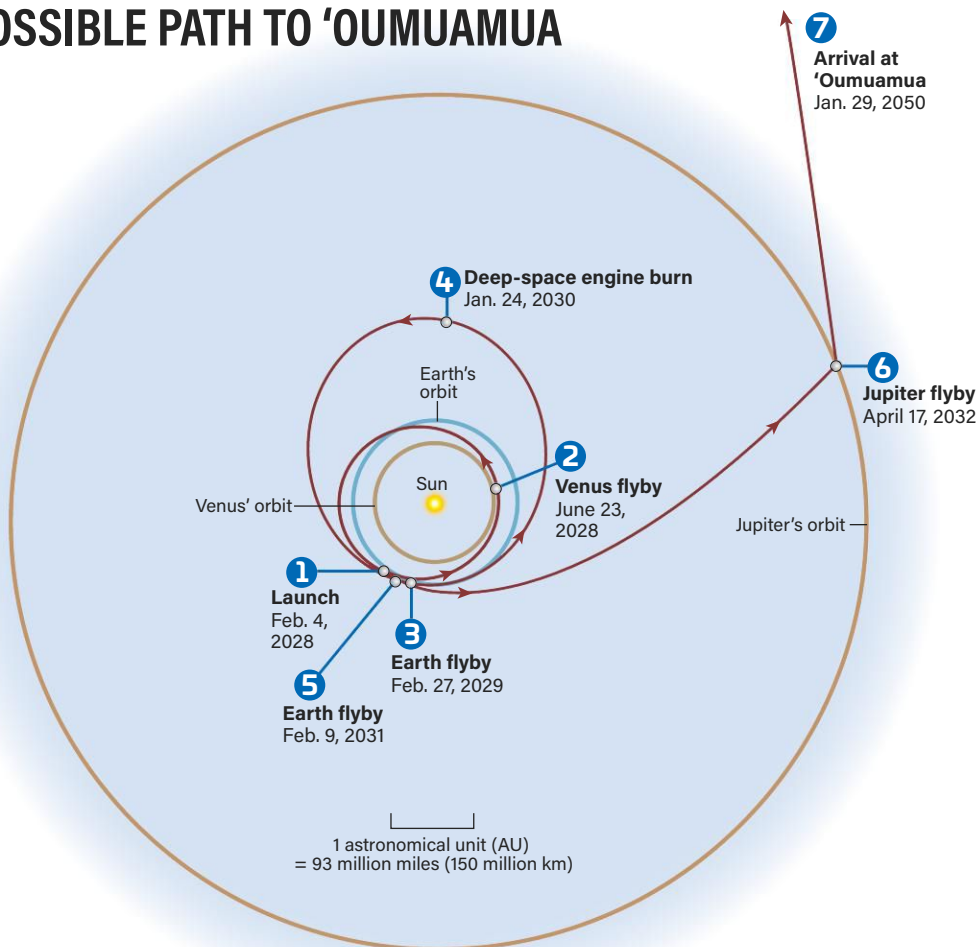 OSSIBLE PATH TO ‘OUMUAMUA
7
Arrival at
‘Oumuamua
Jan. 29, 2050
4
Deep-space engine burn
Jan. 24, 2030
Earth’s
orbit
6
Jupiter flyby
April 17, 2032
2
Venus flyby
June 23,
2028
Sun
Venus’ orbit
Jupiter’s orbit
1
Launch
Feb. 4,
2028
3
Earth flyby
Feb. 27, 2029
5
Earth flyby
Feb. 9, 2031
1 astronomical unit (AU)
= 93 million miles (150 million km)